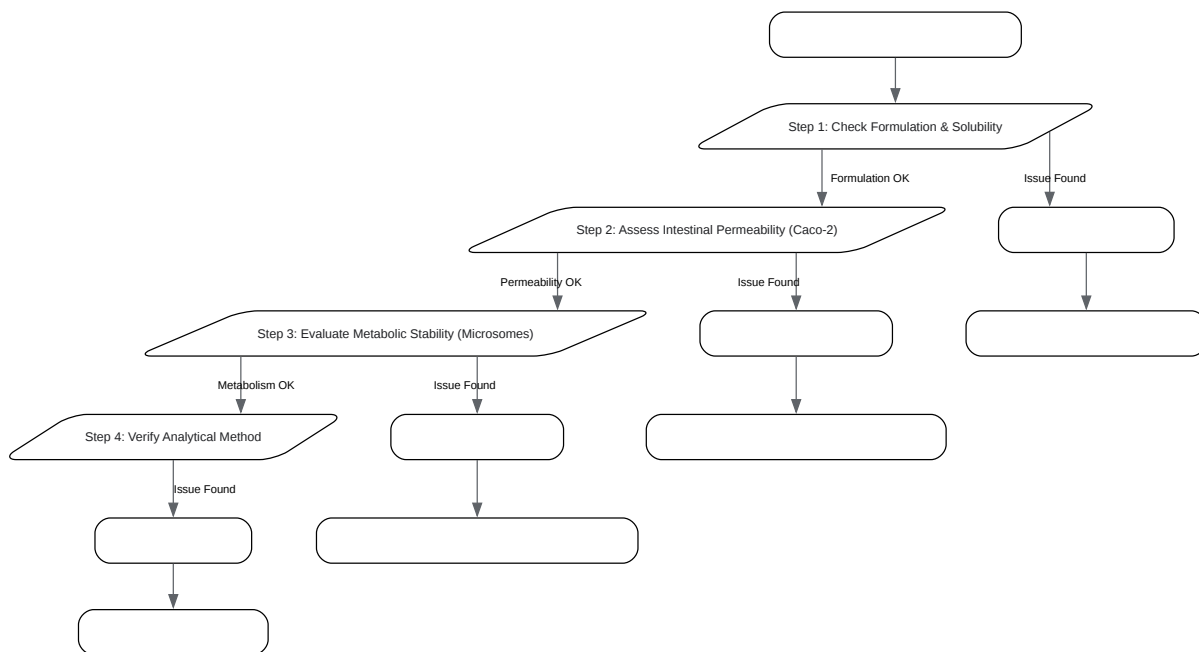 Step 1: Check Formulation & Solubility
Formulation OK
Issue Found
Step 2: Assess Intestinal Permeability (Caco-2)
Permeability OK
Issue Found
Step 3: Evaluate Metabolic Stability (Microsomes)
Metabolism OK
Issue Found
Step 4: Verify Analytical Method
Issue Found